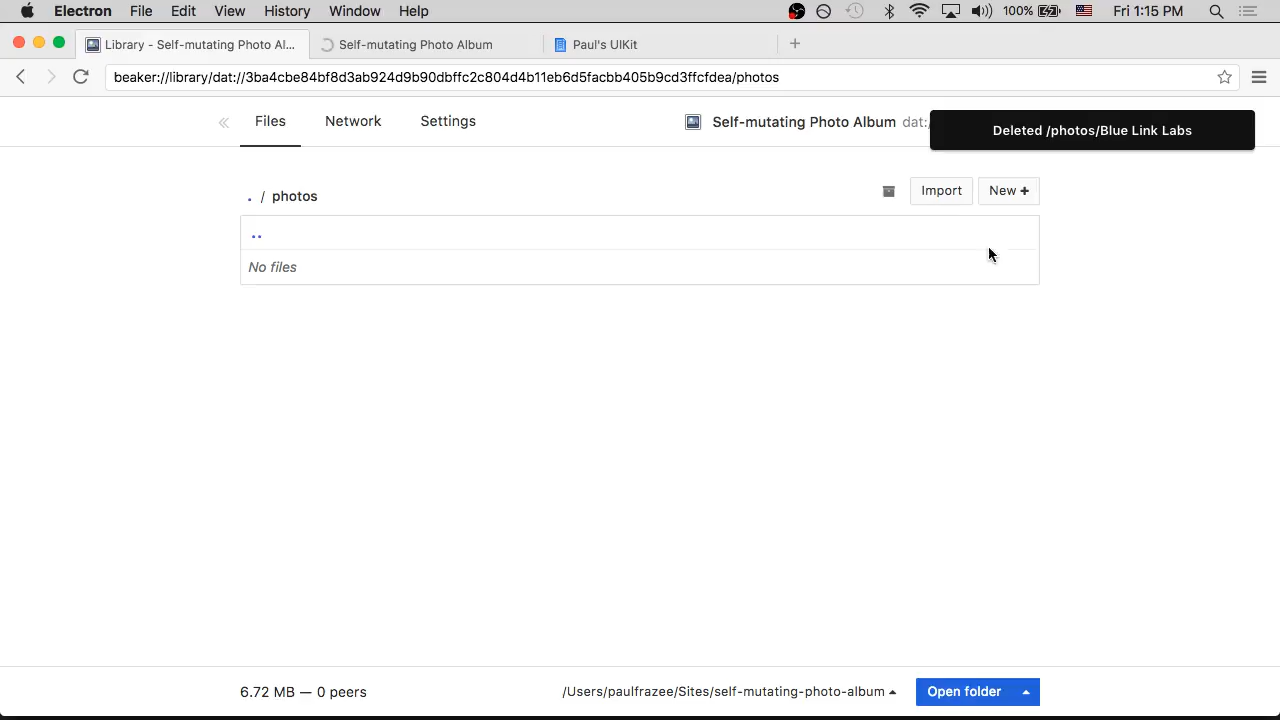 Electron File Edit View History Window Help 100% Fri 1:15 PM
Library - Self-mutating Photo Al... Self-mutating Photo Album Paul's UIKit +
beaker://library/dat://3ba4cbe84bf8d3ab924d9b90dbffc2c804d4b11eb6d5facbb405b9cd3ffcfdea/photos
« Files Network Settings Self-mutating Photo Album dat:/
Deleted /photos/Blue Link Labs
. / photos Import New +
..
No files
6.72 MB — 0 peers /Users/paulfrazee/Sites/self-mutating-photo-album Open folder